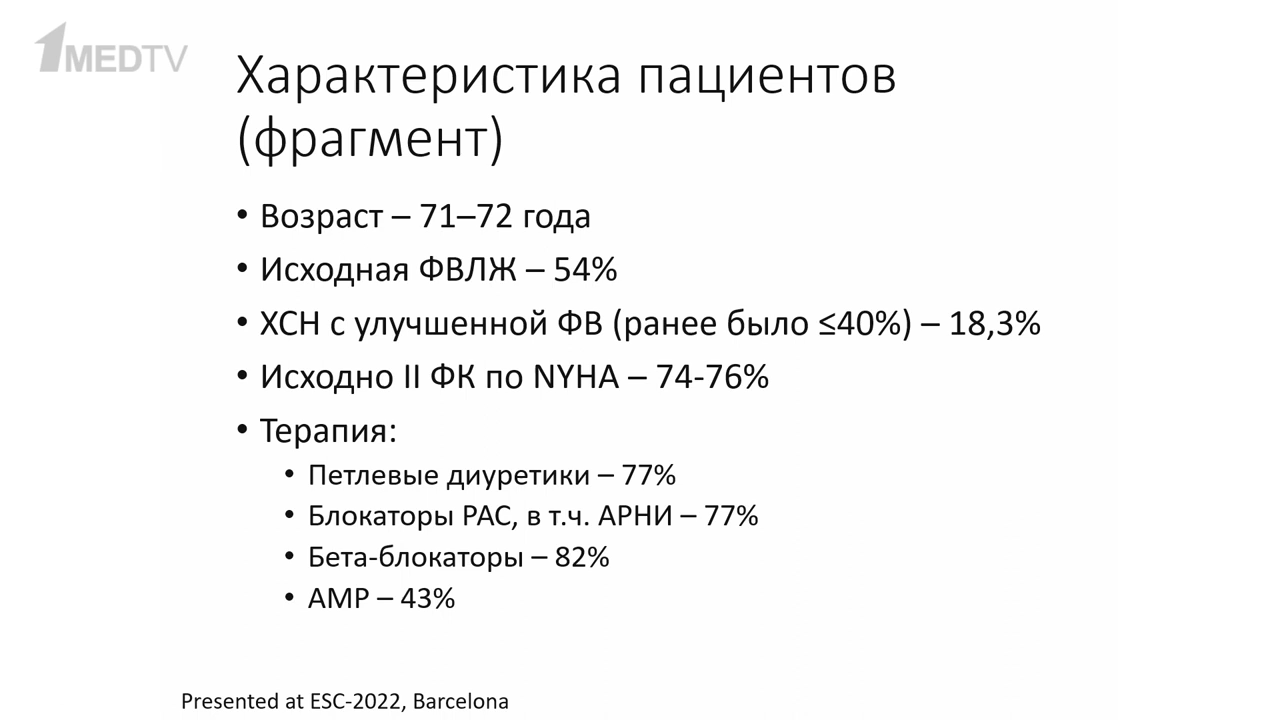 1MEDTV
Характеристика пациентов
(фрагмент)
• Возраст – 71–72 года
• Исходная ФВЛЖ – 54%
• ХСН с улучшенной ФВ (ранее было ≤40%) – 18,3%
• Исходно II ФК по NYHA – 74-76%
• Терапия:
• Петлевые диуретики – 77%
• Блокаторы РАС, в т.ч. АРНИ – 77%
• Бета-блокаторы – 82%
• АМР – 43%
Presented at ESC-2022, Barcelona